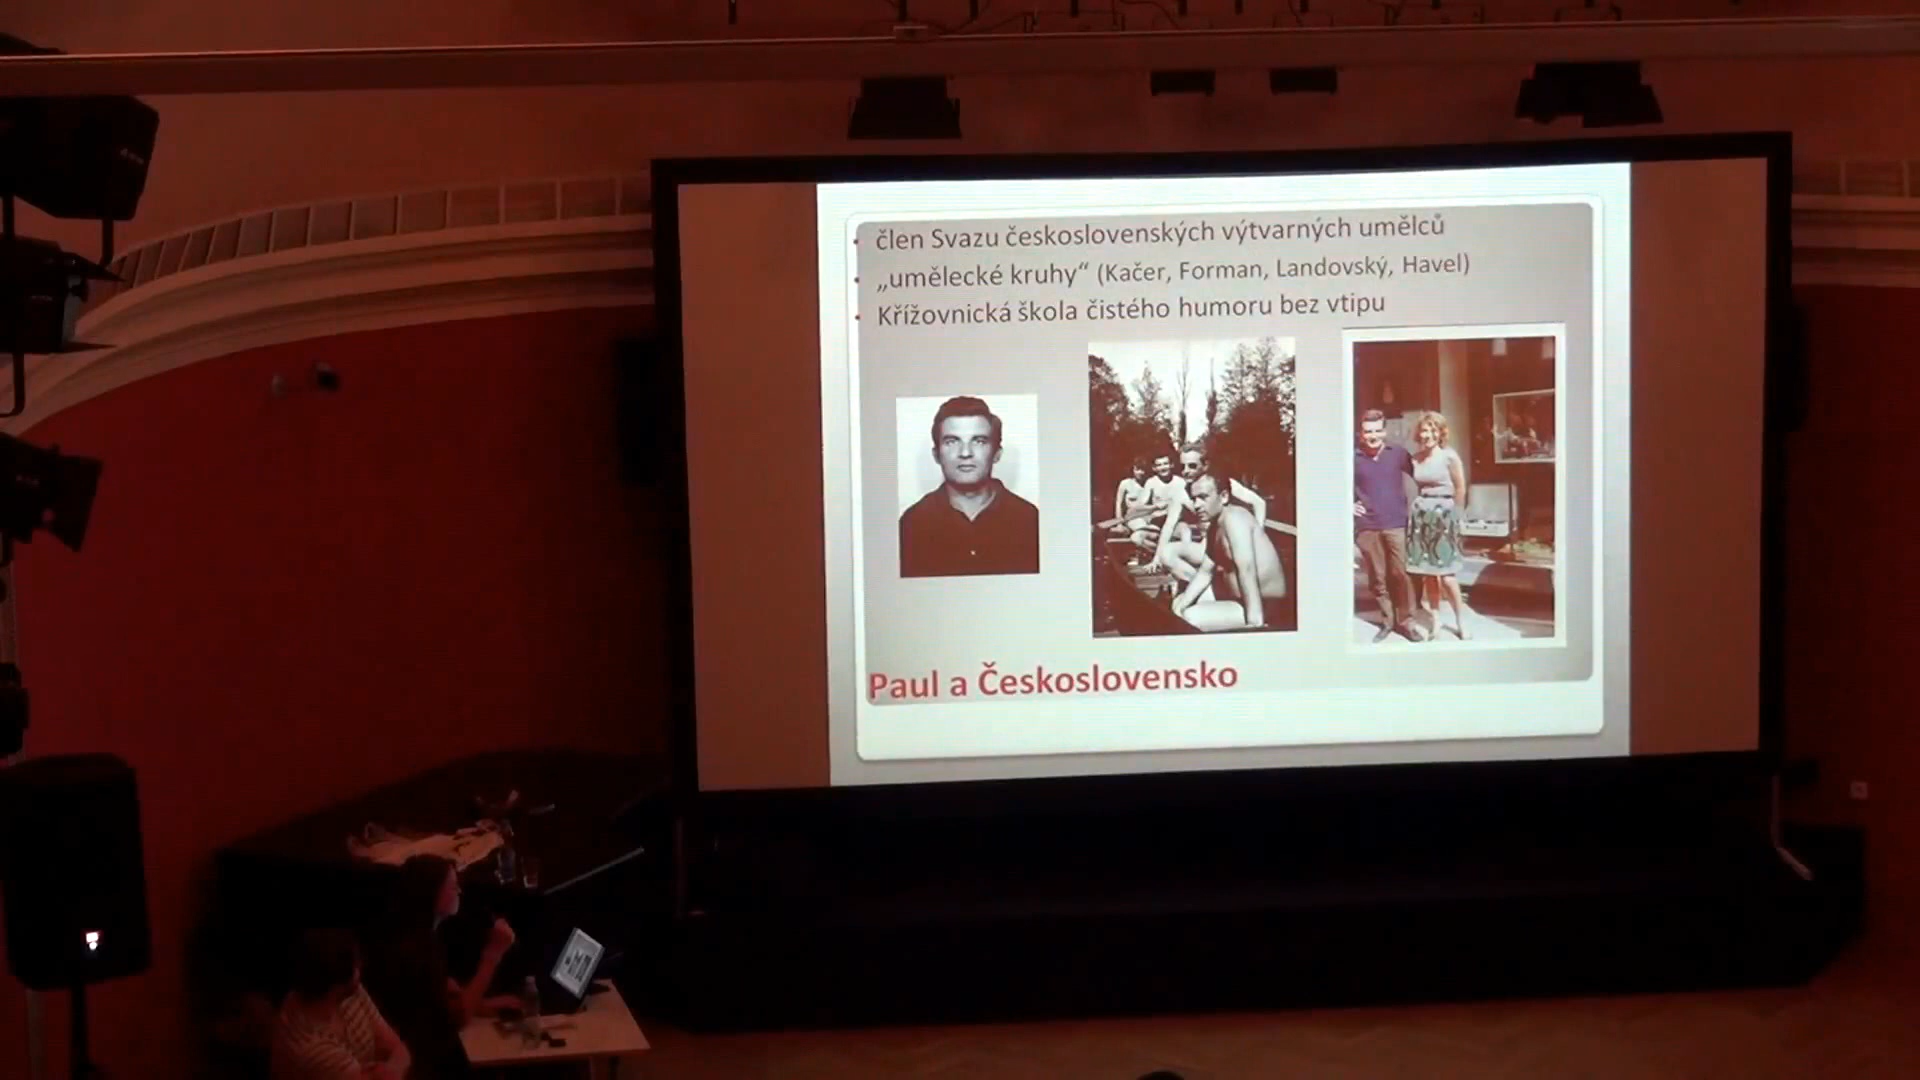 člen Svazu československých výtvarných umělců
„umělecké kruhy“ (Kačer, Forman, Landovský, Havel)
Křížovnická škola čistého humoru bez vtipu
Paul a Československo